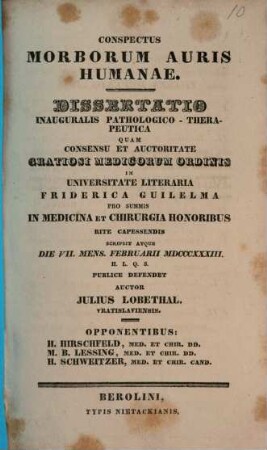 10
CONSPECTUS
MORBORUM AURIS
HUMANAE.
DISSERTATIO
INAUGURALIS PATHOLOGICO-THERA-
PEUTICA
QUAM
CONSENSU ET AUCTORITATE
GRATIOSI MEDICORUM ORDINIS
IN
UNIVERSITATE LITERARIA
FRIDERICA GUILELMA
PRO SUMMIS
IN MEDICINA ET CHIRURGIA HONORIBUS
RITE CAPESSENDIS
SCRIPSIT ATQUE
DIE VII. MENS. FEBRUARII MDCCCXXXIII.
H. L. Q. S.
PUBLICE DEFENDET
AUCTOR
JULIUS LOBETHAL.
VRATISLAVIENSIS.
OPPONENTIBUS:
H. HIRSCHFELD, MED. ET CHIR. DD.
M. B. LESSING, MED. ET CHIR. DD.
H. SCHWEITZER, MED. ET CHIR. CAND.
BEROLINI,
TYPIS NIETACKIANIS.